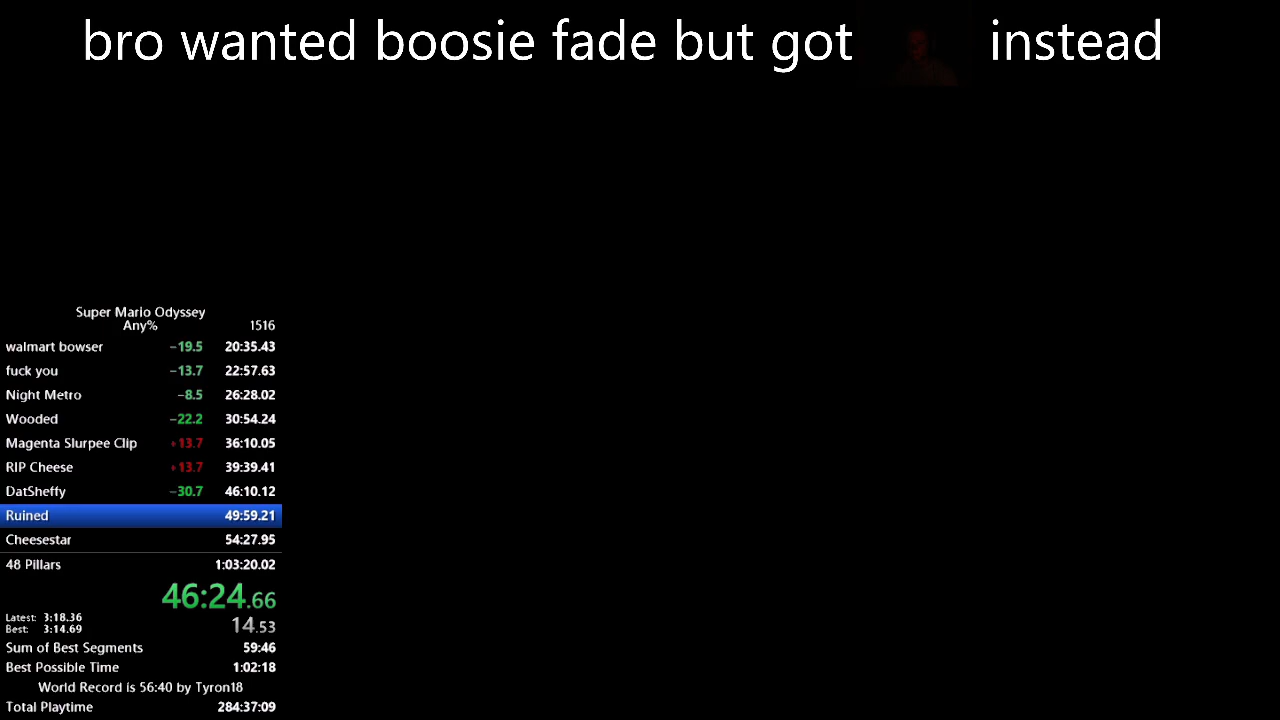 bro wanted boosie fade but got instead
Super Mario Odyssey
Any% 1516
walmart bowser −19.5 20:35.43
fuck you −13.7 22:57.63
Night Metro −8.5 26:28.02
Wooded −22.2 30:54.24
Magenta Slurpee Clip +13.7 36:10.05
RIP Cheese +13.7 39:39.41
DatSheffy −30.7 46:10.12
Ruined 49:59.21
Cheesestar 54:27.95
48 Pillars 1:03:20.02
46:24.66
Latest: 3:18.36
Best: 3:14.69
14.53
Sum of Best Segments 59:46
Best Possible Time 1:02:18
World Record is 56:40 by Tyron18
Total Playtime 284:37:09